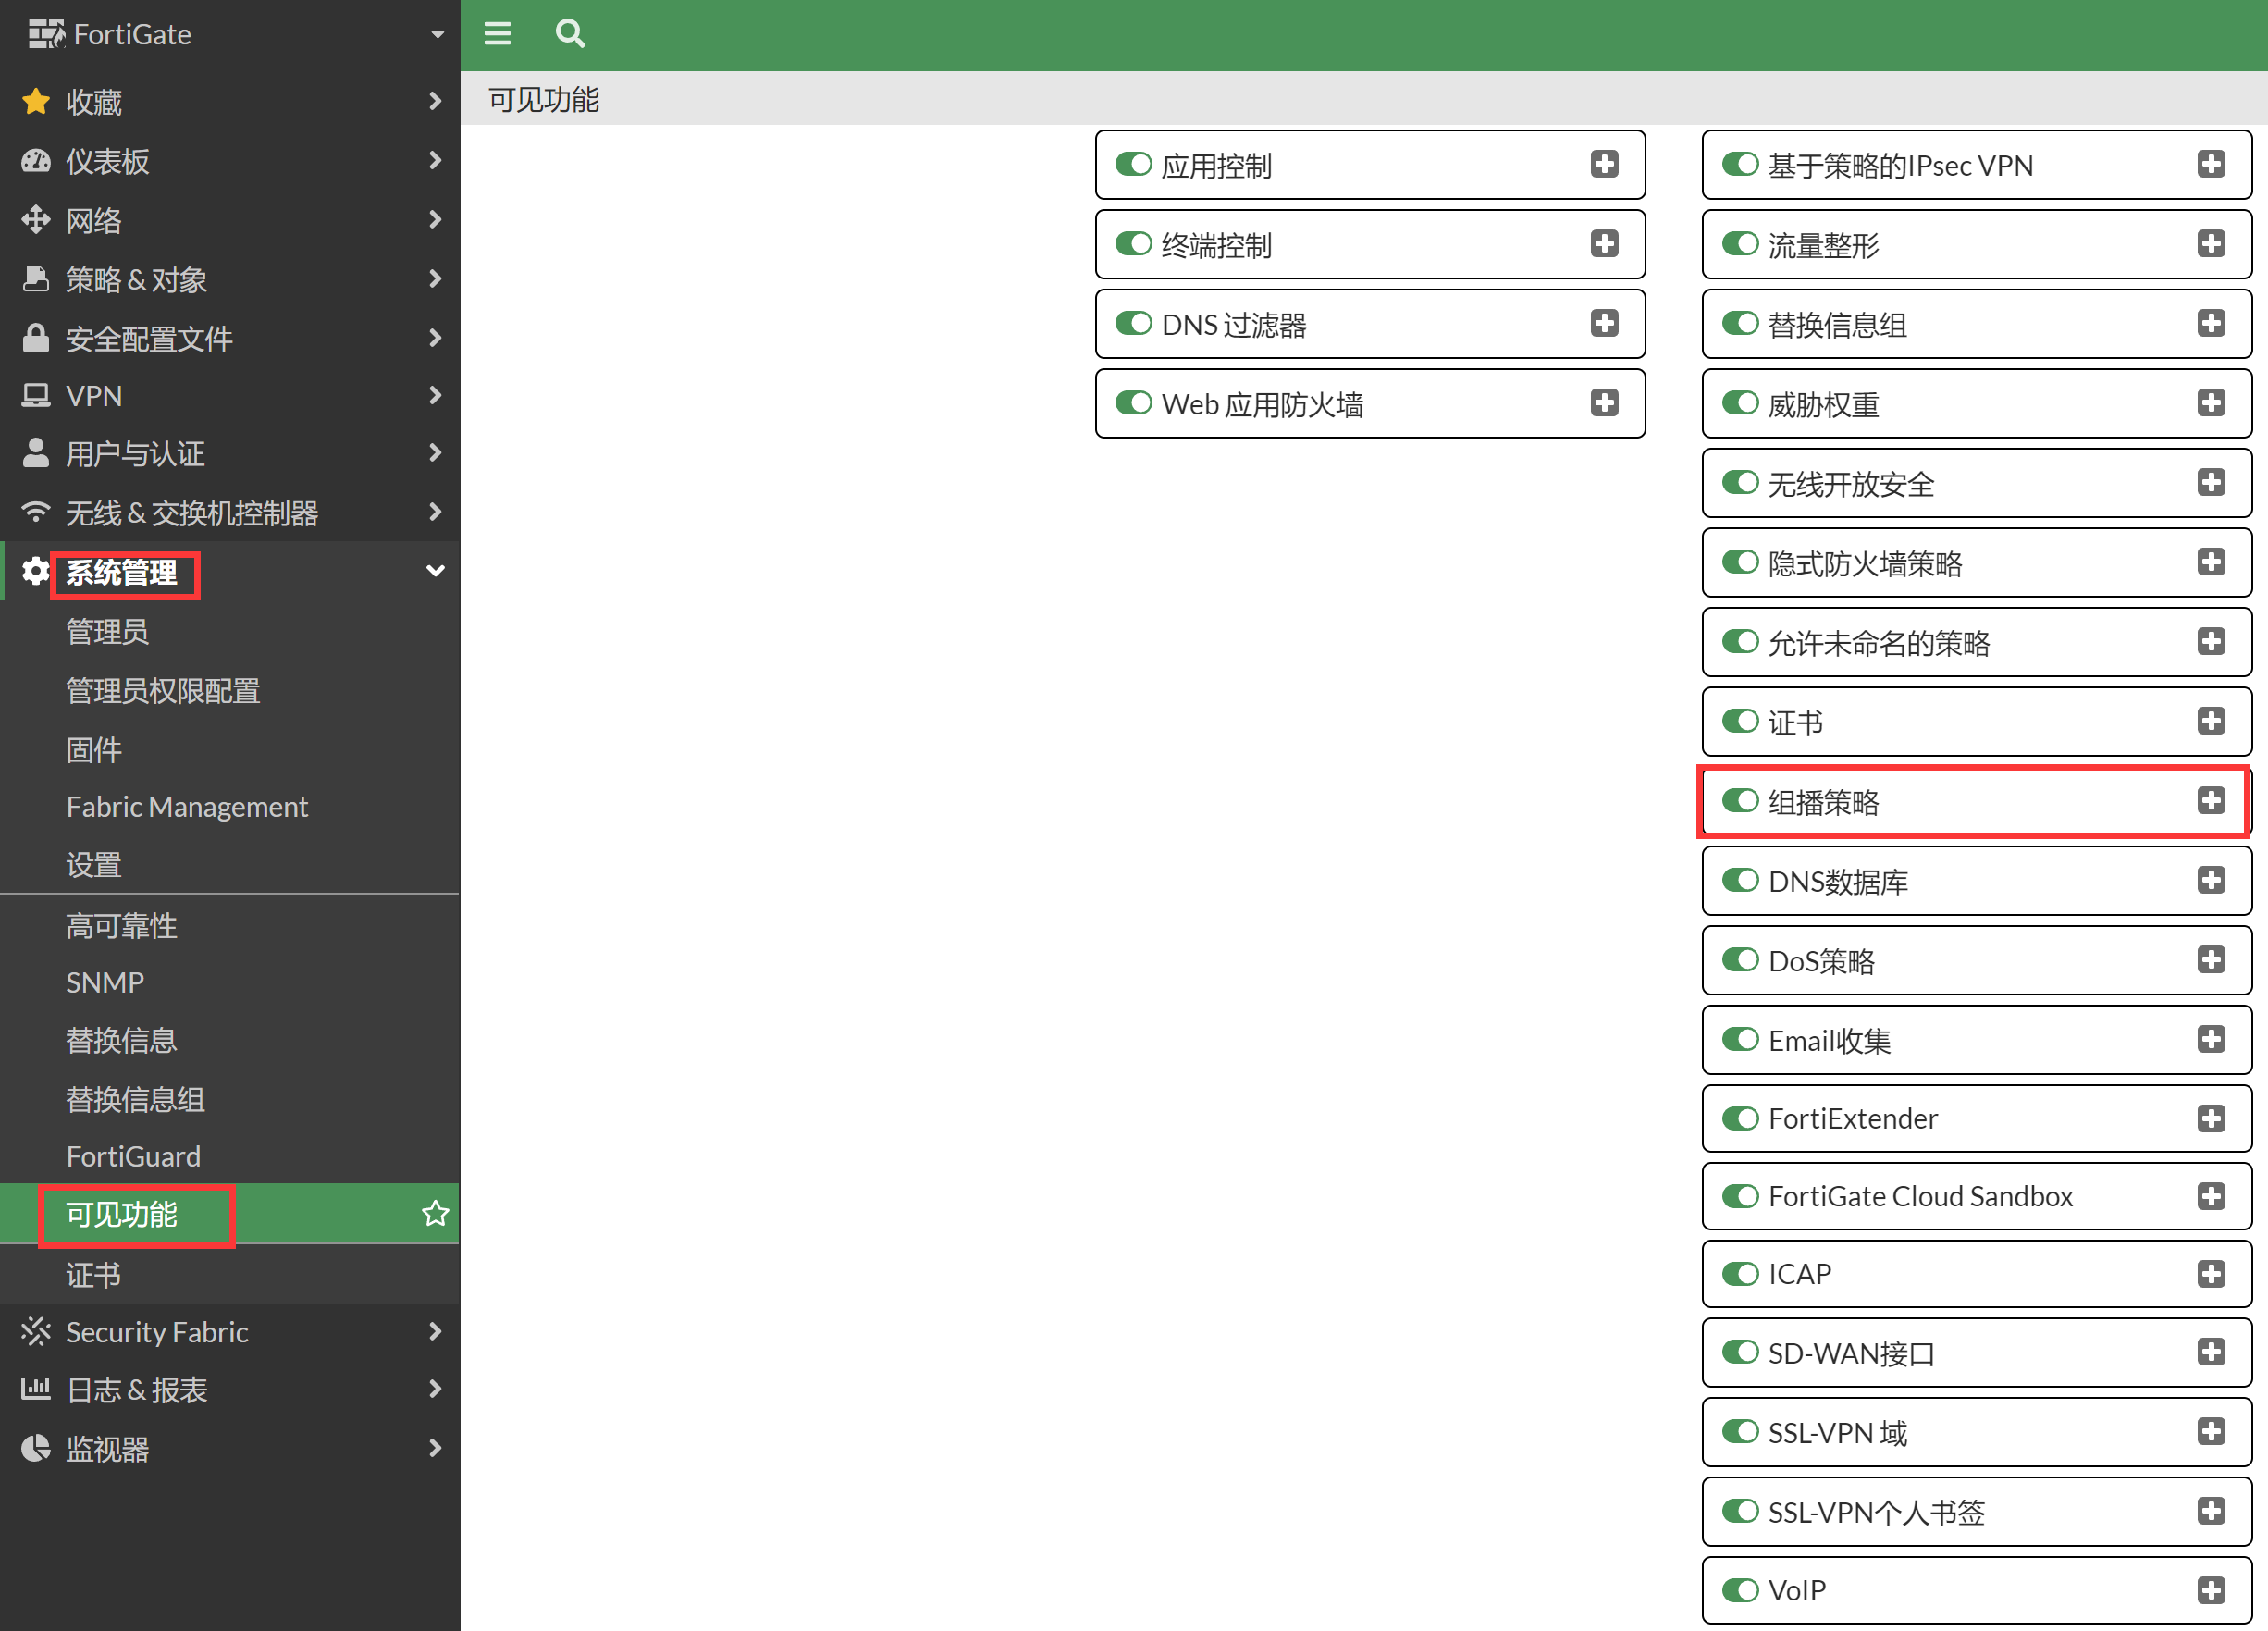 FortiGate
收藏
仪表板
网络
策略 & 对象
安全配置文件
VPN
用户与认证
无线 & 交换机控制器
系统管理
管理员
管理员权限配置
固件
Fabric Management
设置
高可靠性
SNMP
替换信息
替换信息组
FortiGuard
可见功能
证书
Security Fabric
日志 & 报表
监视器
可见功能
应用控制
终端控制
DNS 过滤器
Web 应用防火墙
基于策略的IPsec VPN
流量整形
替换信息组
威胁权重
无线开放安全
隐式防火墙策略
允许未命名的策略
证书
组播策略
DNS数据库
DoS策略
Email收集
FortiExtender
FortiGate Cloud Sandbox
ICAP
SD-WAN接口
SSL-VPN 域
SSL-VPN个人书签
VoIP